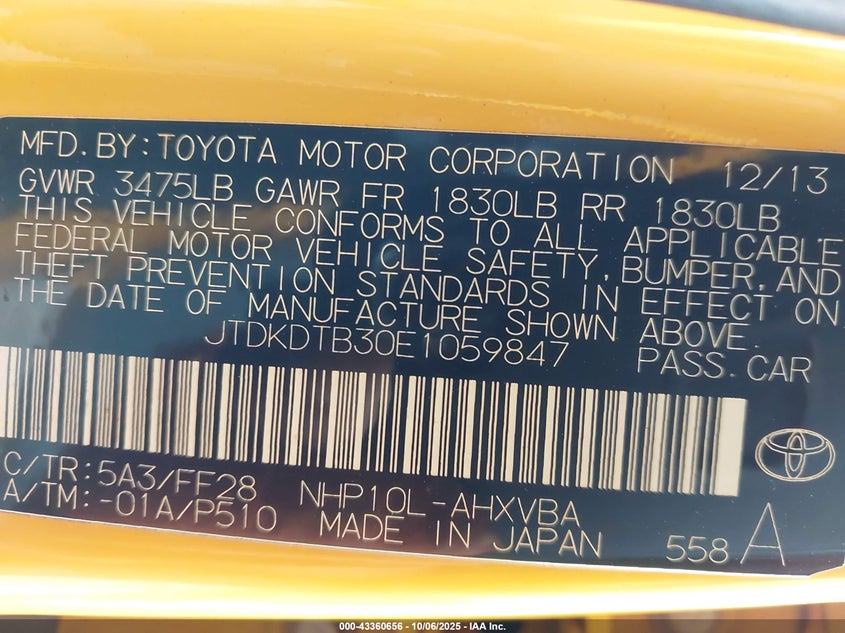 MFD. BY: TOYOTA MOTOR CORPORATION 12/13
GVWR 3475LB GAWR FR 1830LB RR 1830LB
THIS VEHICLE CONFORMS TO ALL APPLICABLE
FEDERAL MOTOR VEHICLE SAFETY, BUMPER, AND
THEFT PREVENTION STANDARDS IN EFFECT ON
THE DATE OF MANUFACTURE SHOWN ABOVE.
JTDKDTB30E1059847 PASS. CAR
C/TR: 5A3/FF28 NHP10L-AHXVBA
A/TM: -01A/P510 MADE IN JAPAN 558 A
000-43360656 - 10/06/2025 - IAA Inc.